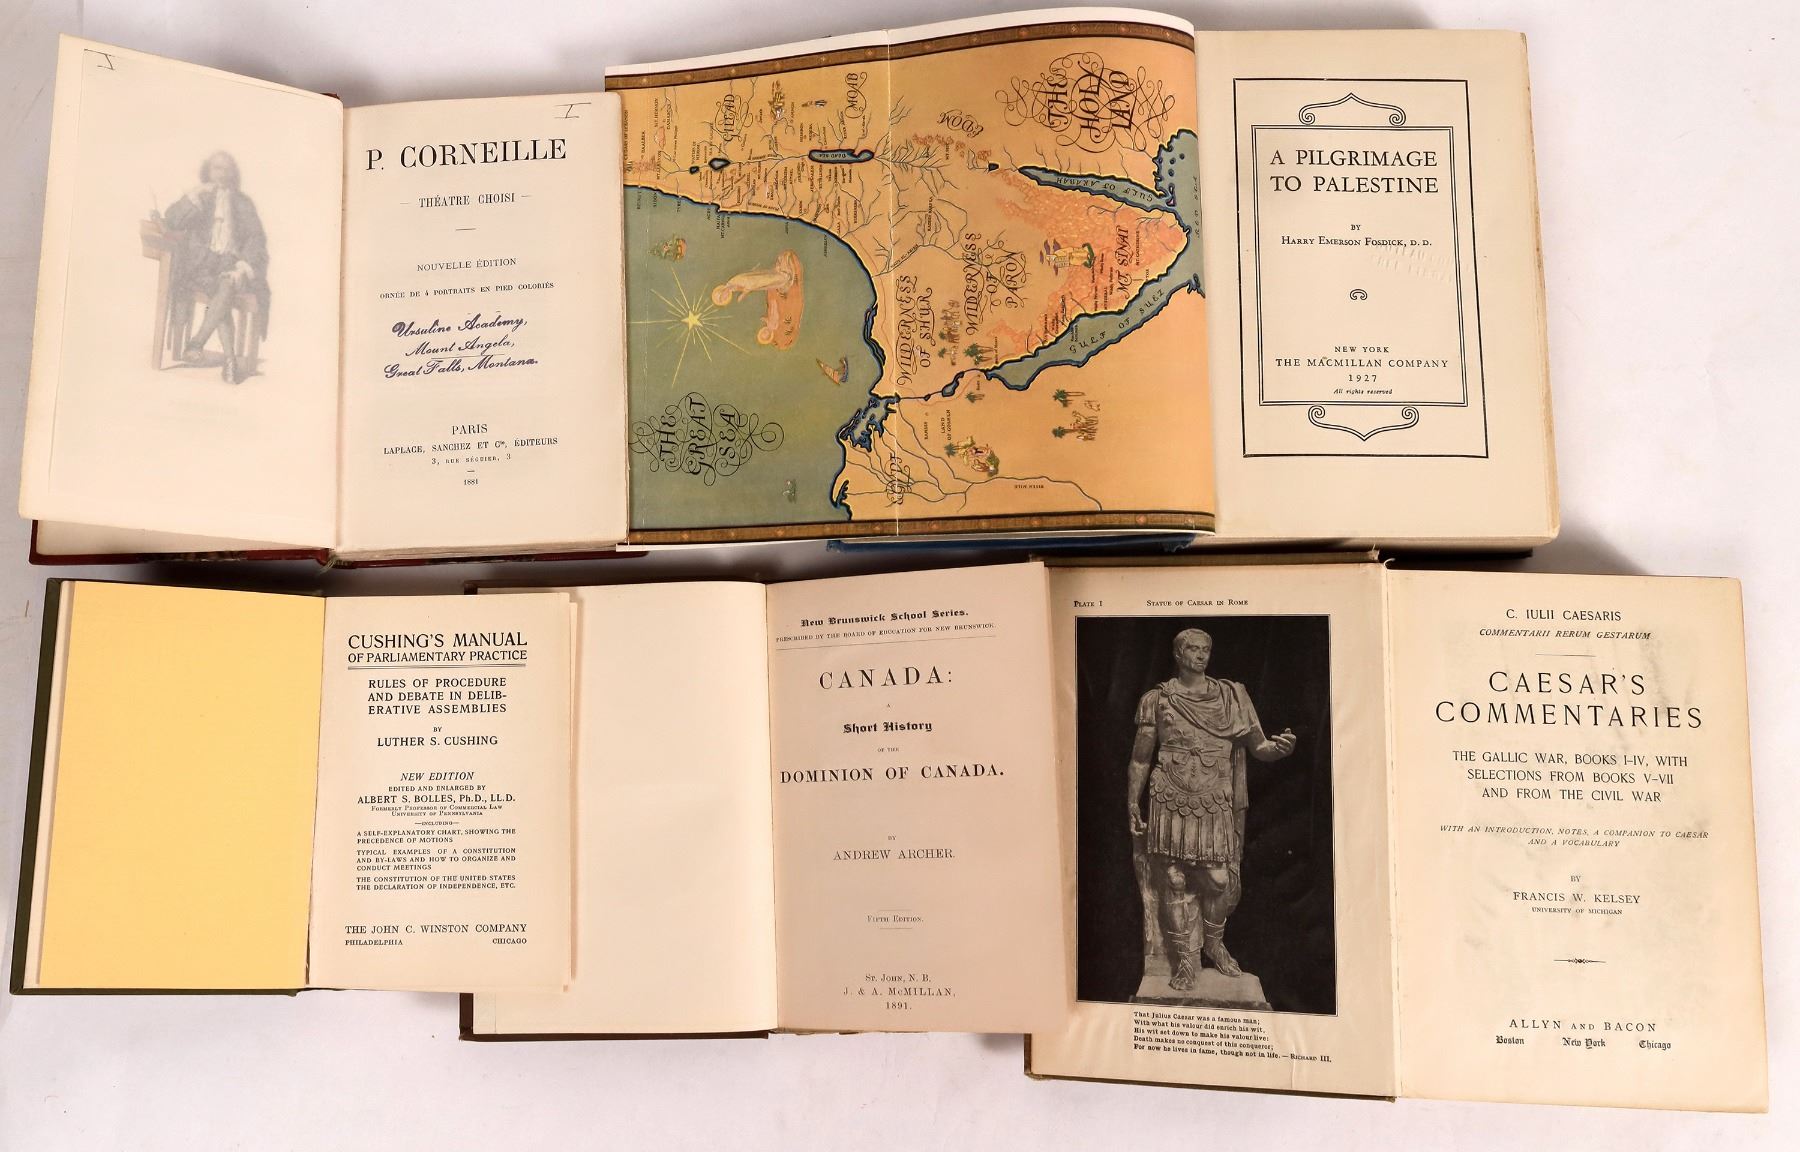 P. CORNEILLE
— THÉATRE CHOISI —
NOUVELLE ÉDITION
ORNÉE DE 4 PORTRAITS EN PIED COLORIÉS
Ursuline Academy,
Mount Angela,
Great Falls, Montana.
PARIS
LAPLACE, SANCHEZ ET Cie, ÉDITEURS
3, RUE SÉGUIER, 3
1881
THE
HOLY
LAND
GILEAD
MOAB
EDOM
DEAD SEA
GULF OF AKABAH
RED SEA
WILDERNESS
OF SHUR
WILDERNESS
OF
PARON
MT. SINAI
GULF OF SUEZ
THE
GREAT
SEA
EGYPT
LAND
OF GOSHEN
A PILGRIMAGE
TO PALESTINE
BY
HARRY EMERSON FOSDICK, D. D.
NEW YORK
THE MACMILLAN COMPANY
1927
All rights reserved
CUSHING'S MANUAL
OF PARLIAMENTARY PRACTICE
RULES OF PROCEDURE
AND DEBATE IN DELIB-
ERATIVE ASSEMBLIES
BY
LUTHER S. CUSHING
NEW EDITION
EDITED AND ENLARGED BY
ALBERT S. BOLLES, Ph.D., LL.D.
FORMERLY PROFESSOR OF COMMERCIAL LAW
UNIVERSITY OF PENNSYLVANIA
—INCLUDING—
A SELF-EXPLANATORY CHART, SHOWING THE
PRECEDENCE OF MOTIONS
TYPICAL EXAMPLES OF A CONSTITUTION
AND BY-LAWS AND HOW TO ORGANIZE AND
CONDUCT MEETINGS
THE CONSTITUTION OF THE UNITED STATES
THE DECLARATION OF INDEPENDENCE, ETC.
THE JOHN C. WINSTON COMPANY
PHILADELPHIA CHICAGO
New Brunswick School Series.
PRESCRIBED BY THE BOARD OF EDUCATION FOR NEW BRUNSWICK.
CANADA:
A
Short History
OF THE
DOMINION OF CANADA.
BY
ANDREW ARCHER.
FIFTH EDITION.
ST. JOHN, N. B.
J. & A. McMILLAN,
1891.
PLATE I STATUE OF CAESAR IN ROME
That Julius Caesar was a famous man;
With what his valour did enrich his wit,
His wit set down to make his valour live:
Death makes no conquest of this conqueror;
For now he lives in fame, though not in life. — RICHARD III.
C. IULII CAESARIS
COMMENTARII RERUM GESTARUM
CAESAR'S
COMMENTARIES
THE GALLIC WAR, BOOKS I-IV, WITH
SELECTIONS FROM BOOKS V-VII
AND FROM THE CIVIL WAR
WITH AN INTRODUCTION, NOTES, A COMPANION TO CAESAR
AND A VOCABULARY
BY
FRANCIS W. KELSEY
UNIVERSITY OF MICHIGAN
ALLYN AND BACON
Boston New York Chicago